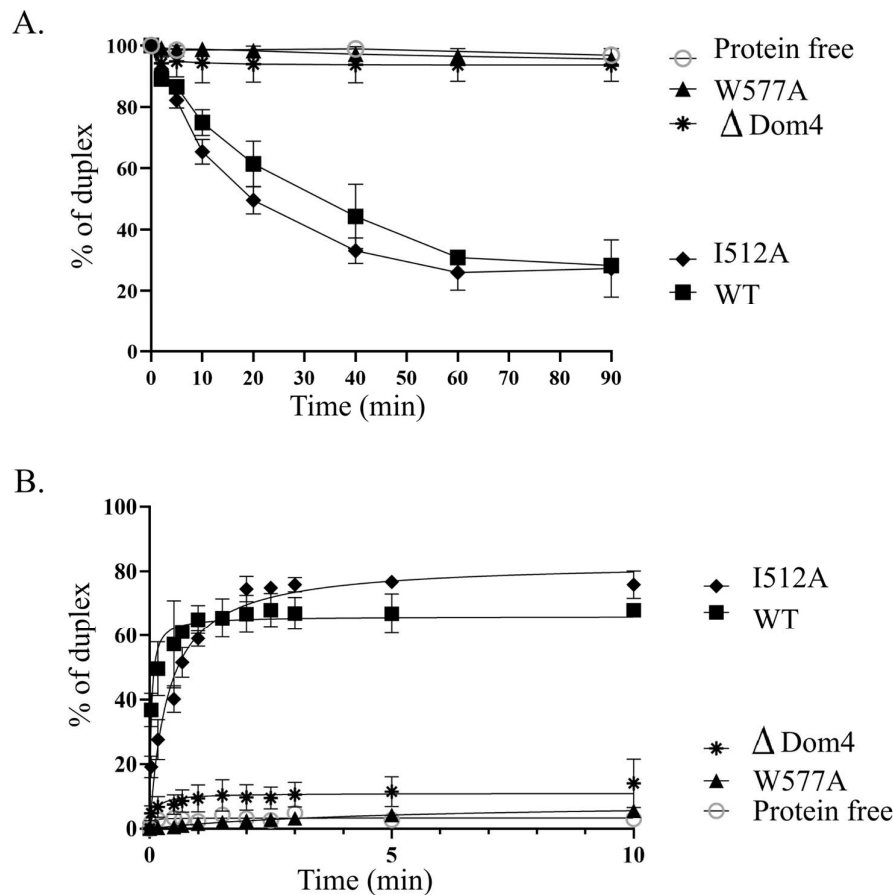 A.
100
80
60
40
20
0
% of duplex
0 10 20 30 40 50 60 70 80 90
Time (min)
Protein free
W577A
Δ Dom4
I512A
WT
B.
100
80
60
40
20
0
% of duplex
0 5 10
Time (min)
I512A
WT
Δ Dom4
W577A
Protein free